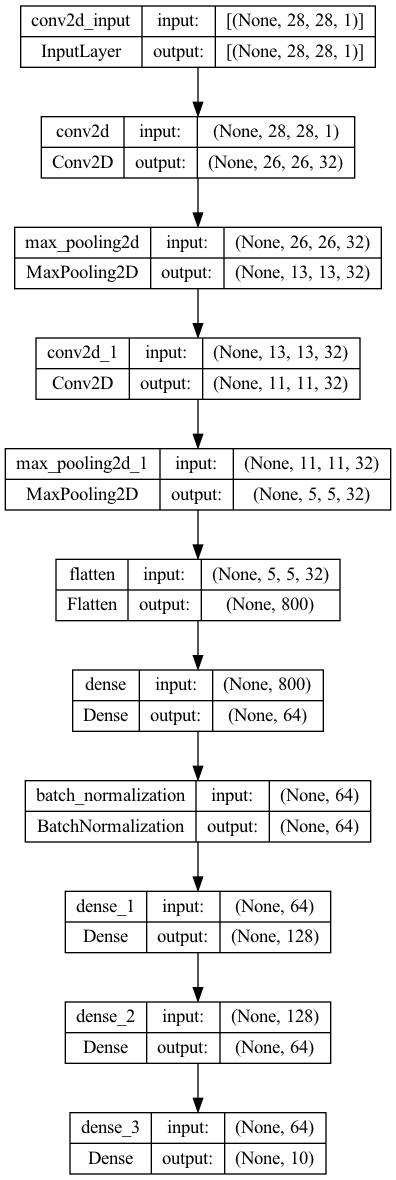 conv2d_input input: [(None, 28, 28, 1)]
InputLayer output: [(None, 28, 28, 1)]
conv2d input: (None, 28, 28, 1)
Conv2D output: (None, 26, 26, 32)
max_pooling2d input: (None, 26, 26, 32)
MaxPooling2D output: (None, 13, 13, 32)
conv2d_1 input: (None, 13, 13, 32)
Conv2D output: (None, 11, 11, 32)
max_pooling2d_1 input: (None, 11, 11, 32)
MaxPooling2D output: (None, 5, 5, 32)
flatten input: (None, 5, 5, 32)
Flatten output: (None, 800)
dense input: (None, 800)
Dense output: (None, 64)
batch_normalization input: (None, 64)
BatchNormalization output: (None, 64)
dense_1 input: (None, 64)
Dense output: (None, 128)
dense_2 input: (None, 128)
Dense output: (None, 64)
dense_3 input: (None, 64)
Dense output: (None, 10)